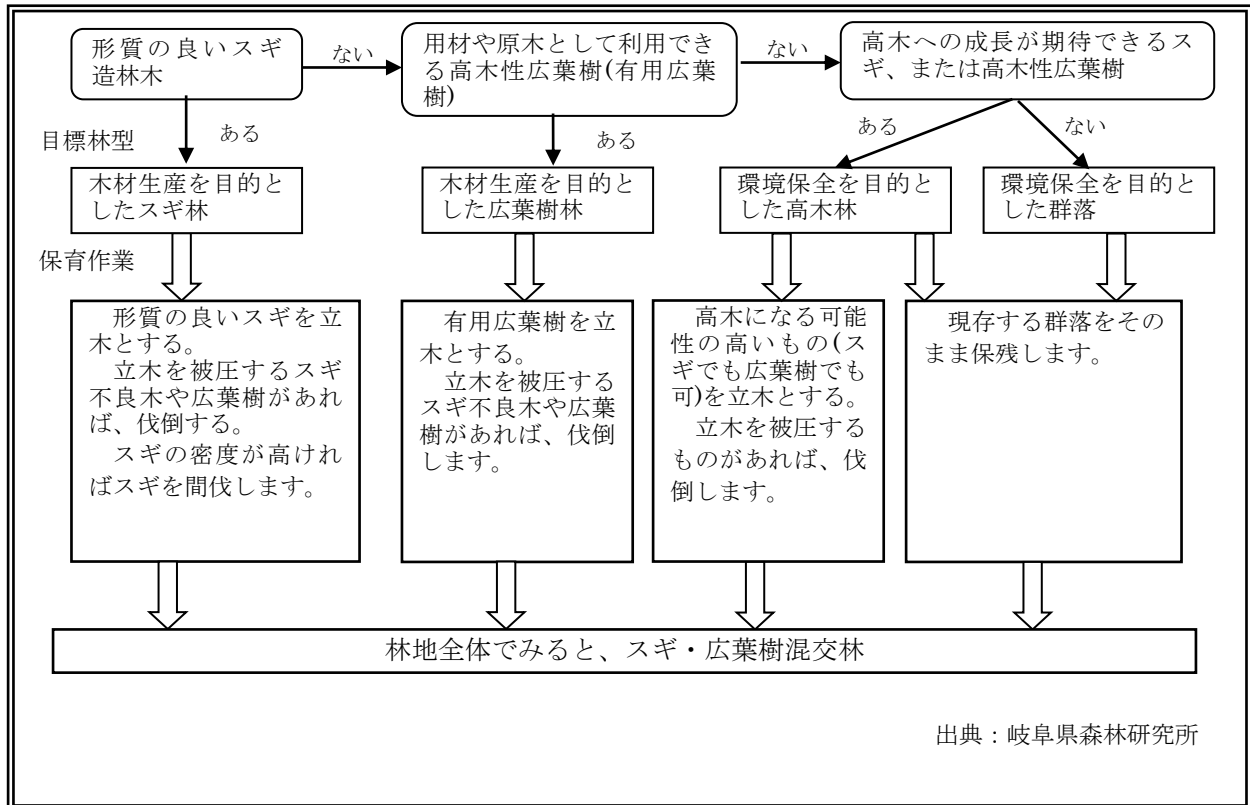 形質の良いスギ
造林木
ない
用材や原木として利用でき
る高木性広葉樹(有用広葉
樹)
ない
高木への成長が期待できるス
ギ、または高木性広葉樹
目標林型
ある
ある
ある
ない
木材生産を目的と
したスギ林
木材生産を目的と
した広葉樹林
環境保全を目的と
した高木林
環境保全を目的と
した群落
保育作業
形質の良いスギを立
木とする。
立木を被圧するスギ
不良木や広葉樹があれ
ば、伐倒する。
スギの密度が高けれ
ばスギを間伐します。
有用広葉樹を立
木とする。
立木を被圧する
スギ不良木や広葉
樹があれば、伐倒
します。
高木になる可能
性の高いもの(ス
ギでも広葉樹でも
可)を立木とする。
立木を被圧する
ものがあれば、伐
倒します。
現存する群落をその
まま保残します。
林地全体でみると、スギ・広葉樹混交林
出典：岐阜県森林研究所